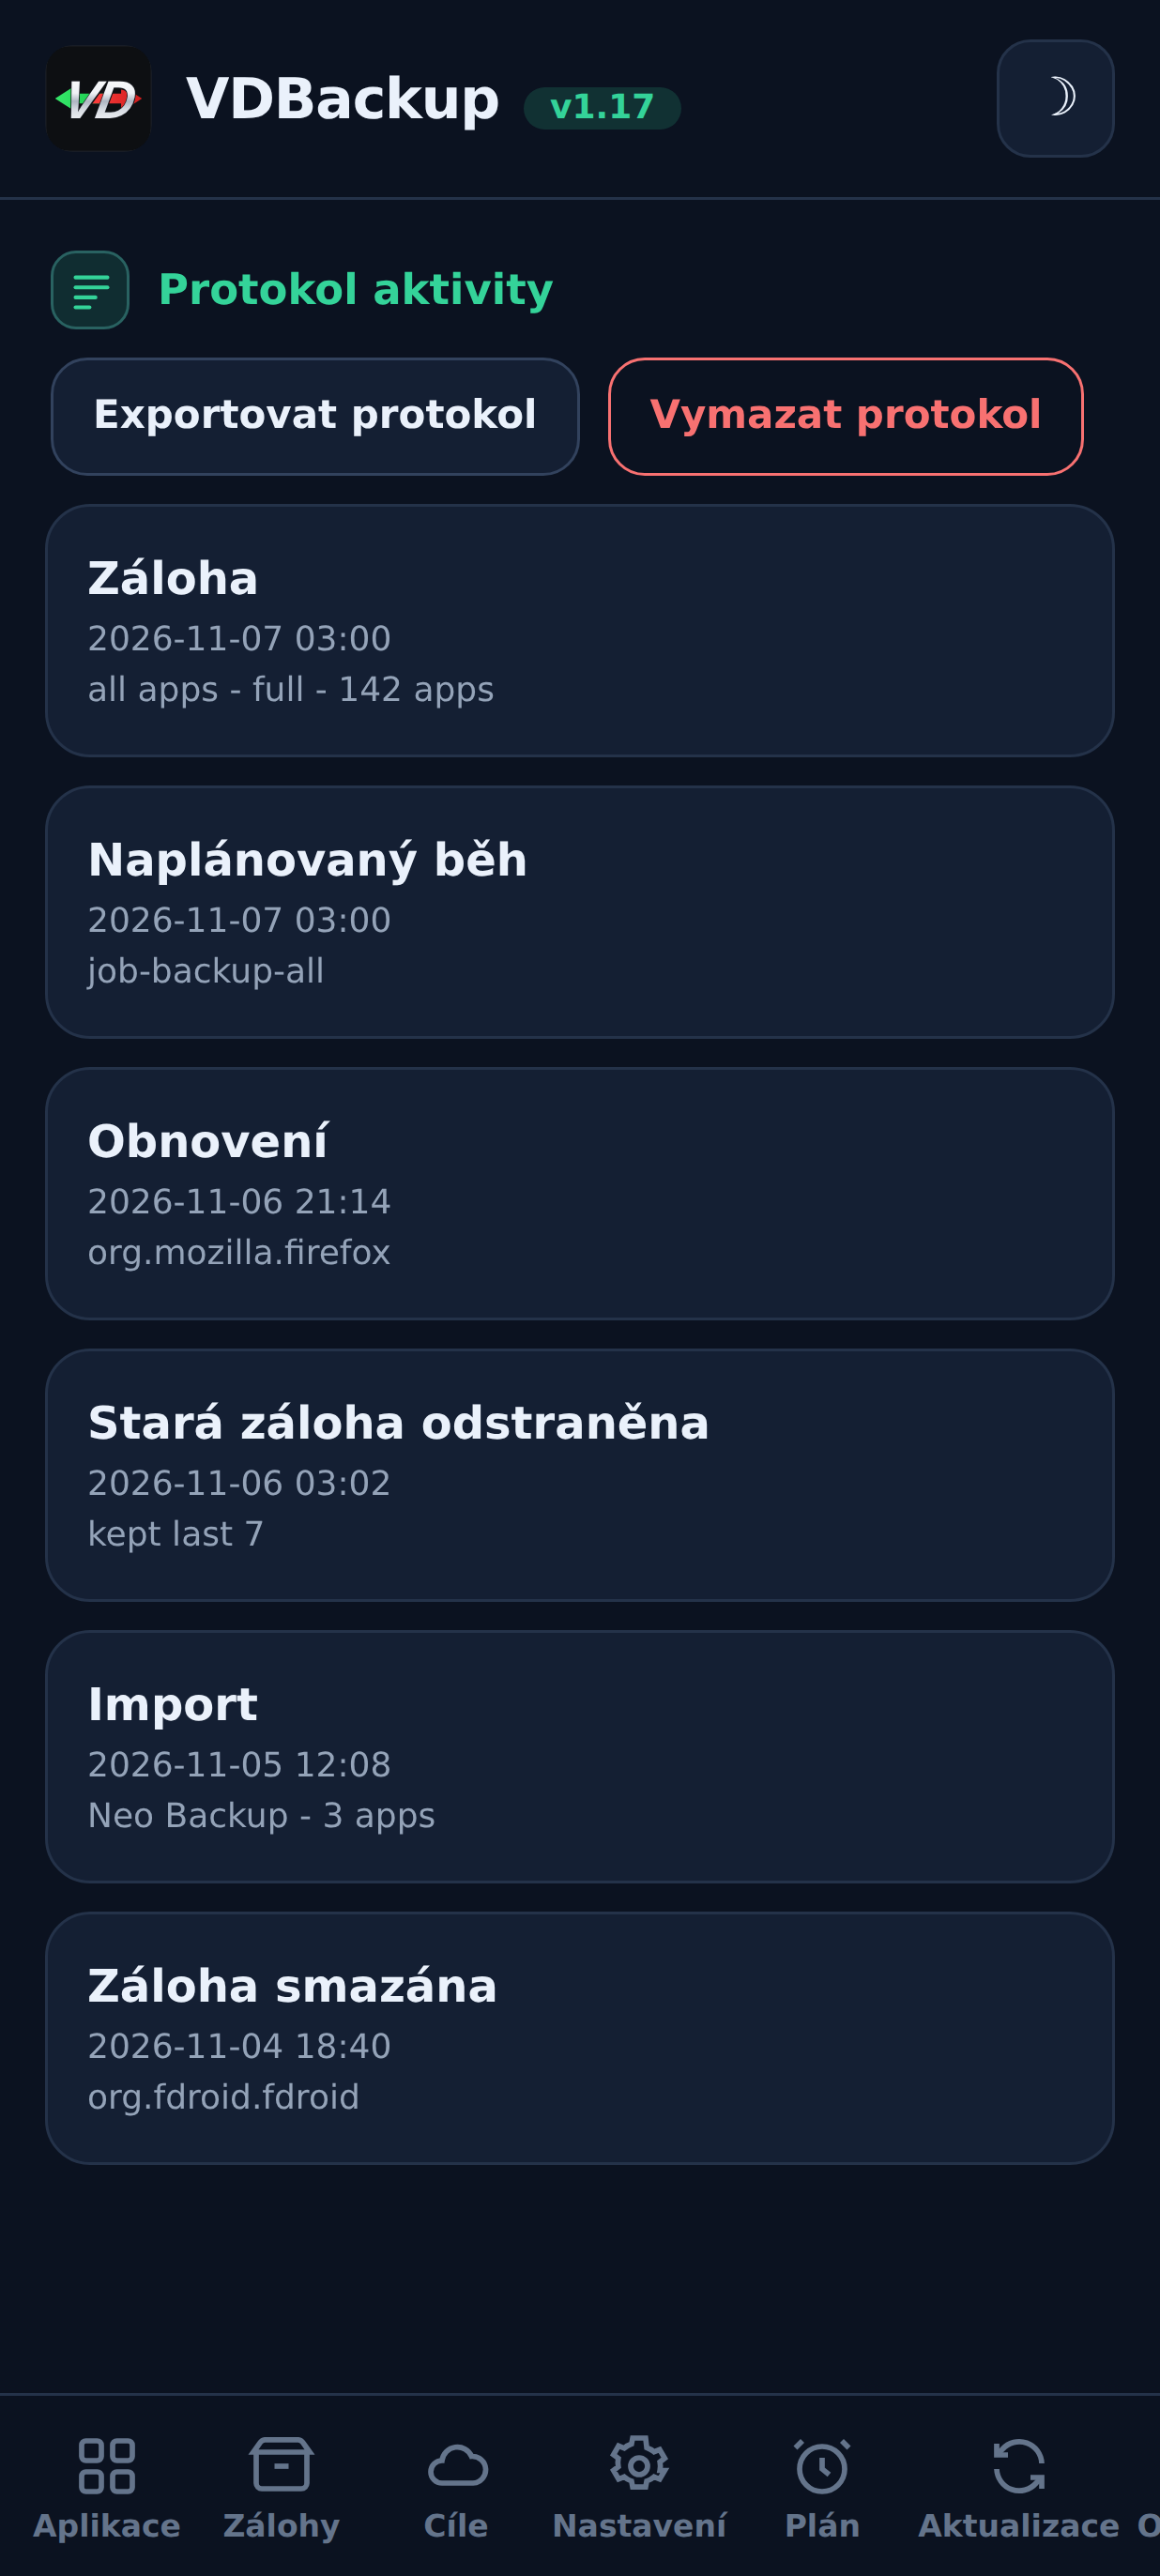 VD
VDBackup v1.17
Protokol aktivity
Exportovat protokol
Vymazat protokol
Záloha
2026-11-07 03:00
all apps - full - 142 apps
Naplánovaný běh
2026-11-07 03:00
job-backup-all
Obnovení
2026-11-06 21:14
org.mozilla.firefox
Stará záloha odstraněna
2026-11-06 03:02
kept last 7
Import
2026-11-05 12:08
Neo Backup - 3 apps
Záloha smazána
2026-11-04 18:40
org.fdroid.fdroid
Aplikace Zálohy Cíle Nastavení Plán Aktualizace